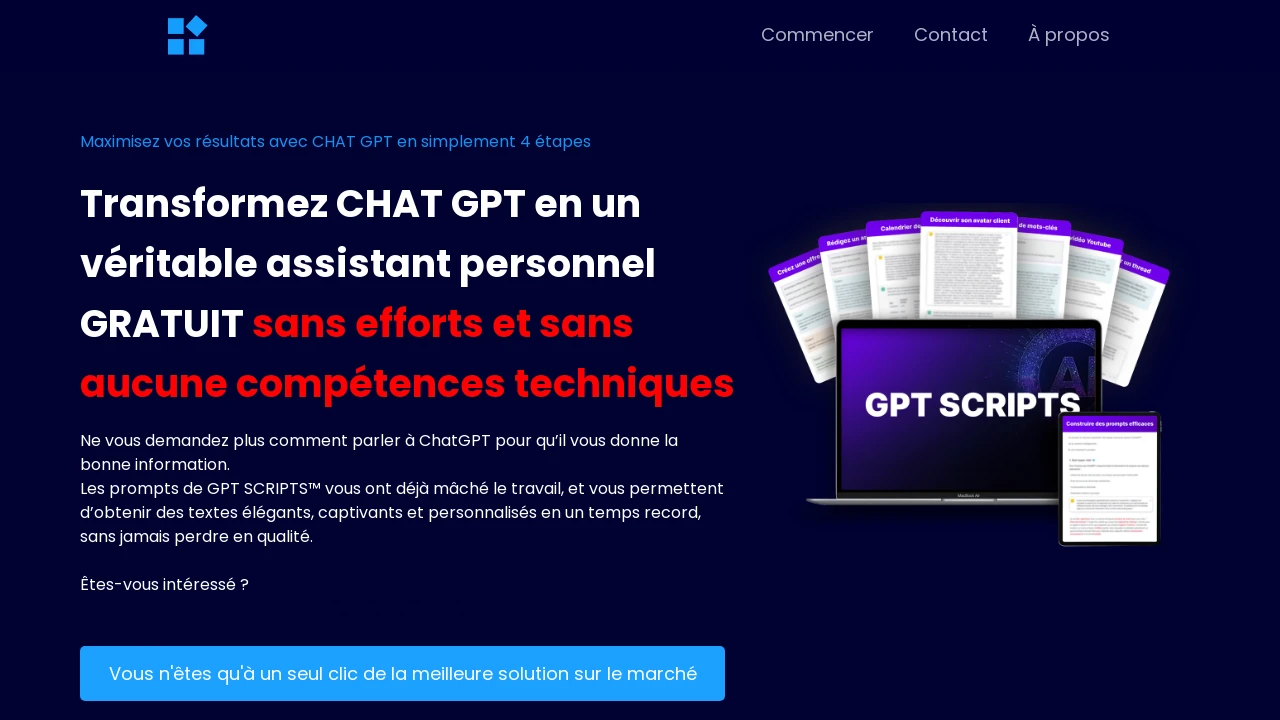 Commencer
Contact
À propos
Maximisez vos résultats avec CHAT GPT en simplement 4 étapes
Transformez CHAT GPT en un
véritable assistant personnel
GRATUIT sans efforts et sans
aucune compétences techniques
Ne vous demandez plus comment parler à ChatGPT pour qu’il vous donne la
bonne information.
Les prompts de GPT SCRIPTS™ vous ont déjà mâché le travail, et vous permettent
d’obtenir des textes élégants, captivants et personnalisés en un temps record,
sans jamais perdre en qualité.
Êtes-vous intéressé ?
Vous n'êtes qu'à un seul clic de la meilleure solution sur le marché
Créez une offre
Rédigez un
Calendrier de
Découvrir son avatar client
de mots-clés
vidéo Youtube
un thread
AI
GPT SCRIPTS
MacBook Air
Construire des prompts efficaces